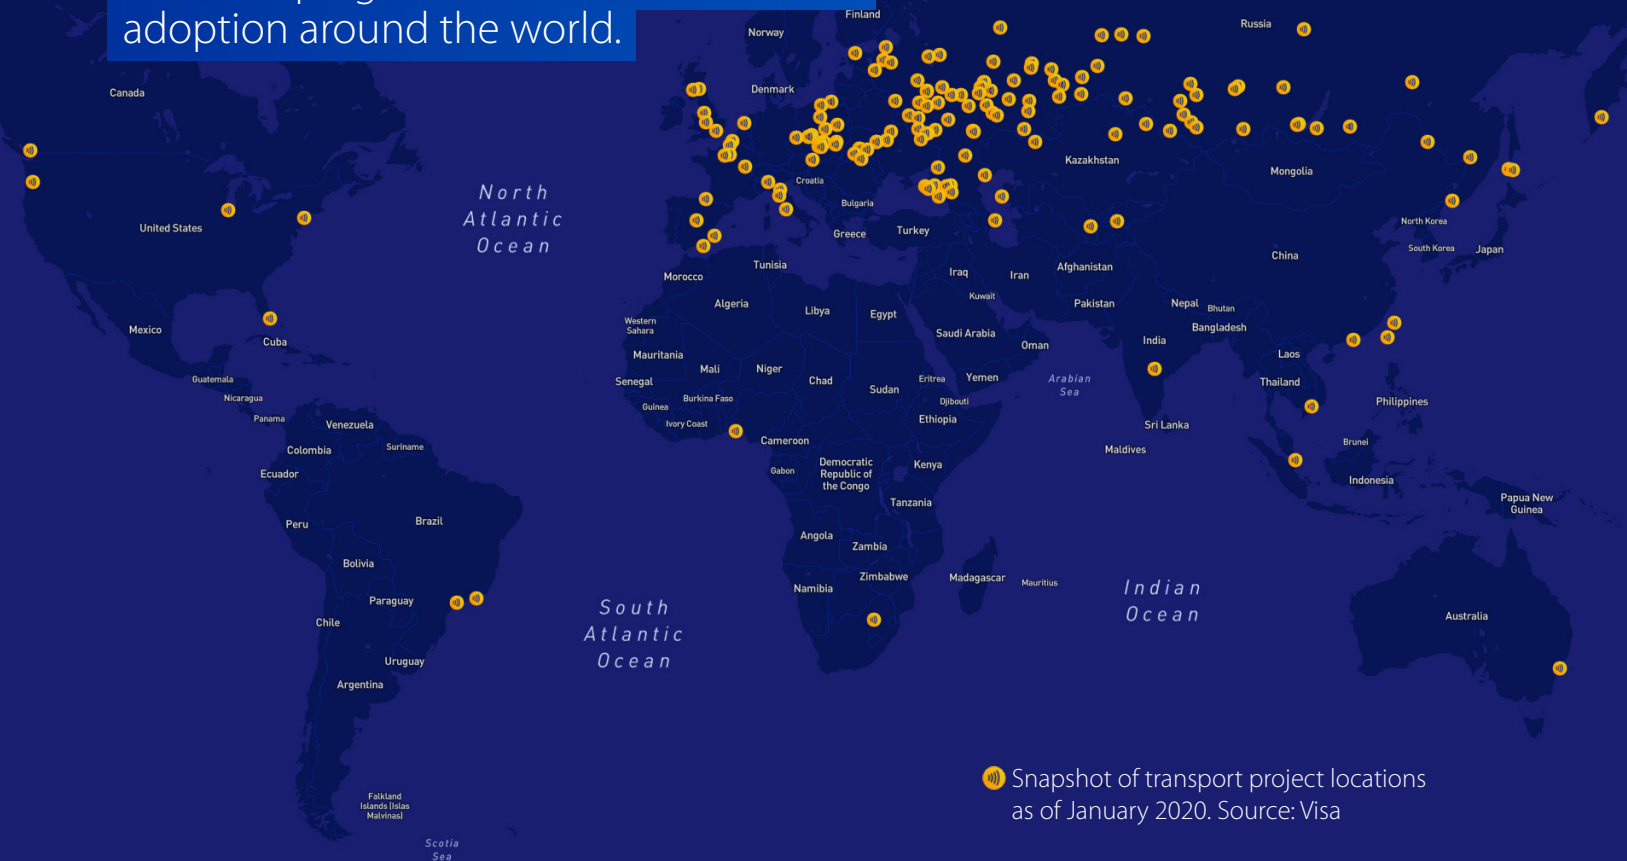 adoption around the world.
Finland
Norway
Russia
Denmark
Canada
Kazakhstan
Mongolia
Croatia
North
Atlantic
Ocean
Bulgaria
United States
Greece
Turkey
North Korea
South Korea
Japan
China
Tunisia
Morocco
Iraq
Iran
Afghanistan
Kuwait
Pakistan
Nepal
Bhutan
Algeria
Libya
Egypt
Western
Sahara
Bangladesh
Mexico
Saudi Arabia
India
Cuba
Oman
Mauritania
Laos
Mali
Niger
Guatemala
Senegal
Chad
Sudan
Eritrea
Yemen
Arabian
Sea
Thailand
Nicaragua
Burkina Faso
Djibouti
Philippines
Guinea
Panama
Venezuela
Ivory Coast
Ethiopia
Sri Lanka
Cameroon
Colombia
Suriname
Maldives
Brunei
Ecuador
Gabon
Democratic
Republic of
the Congo
Kenya
Indonesia
Tanzania
Papua New
Guinea
Peru
Brazil
Angola
Zambia
Bolivia
Namibia
Zimbabwe
Madagascar
Mauritius
Indian
Ocean
Paraguay
South
Atlantic
Ocean
Chile
Australia
Uruguay
Argentina
Snapshot of transport project locations
as of January 2020. Source: Visa
Falkland
Islands (Islas
Malvinas)
Scotia
Sea